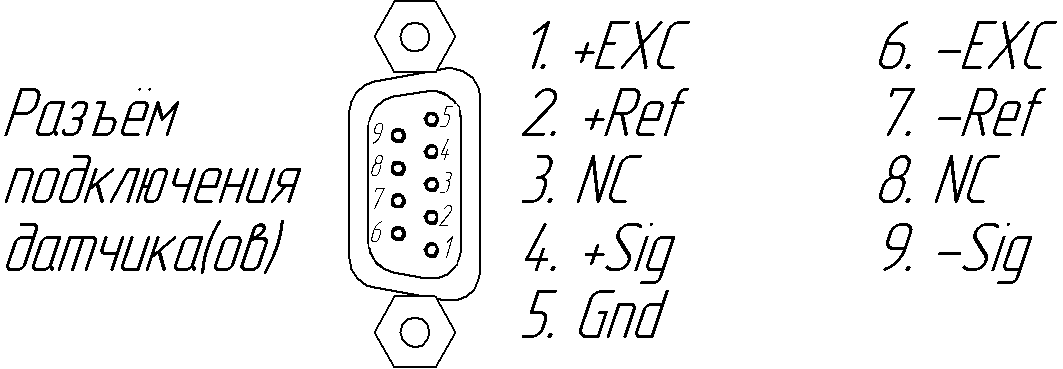 Разъём
подключения
датчика(ов)
5
9
4
8
3
7
2
6
1
1. +EXC
2. +Ref
3. NC
4. +Sig
5. Gnd
6. −EXC
7. −Ref
8. NC
9. −Sig